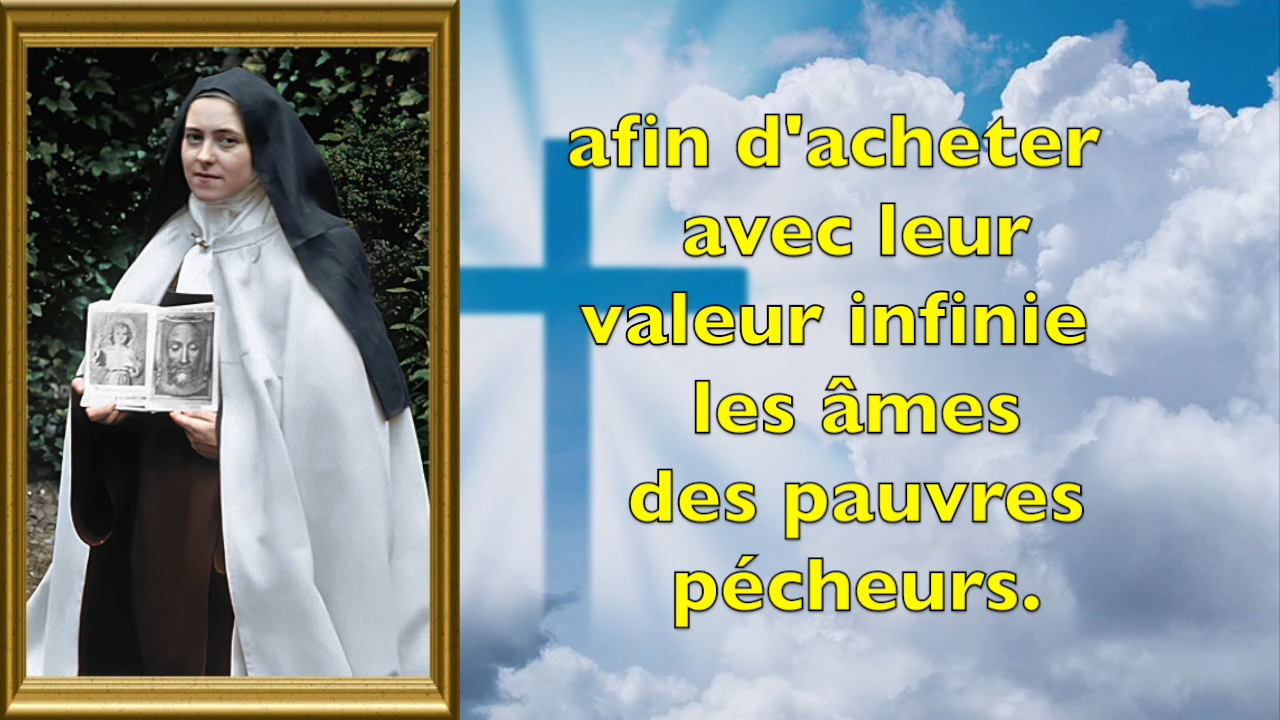 afin d'acheter
avec leur
valeur infinie
les âmes
des pauvres
pécheurs.